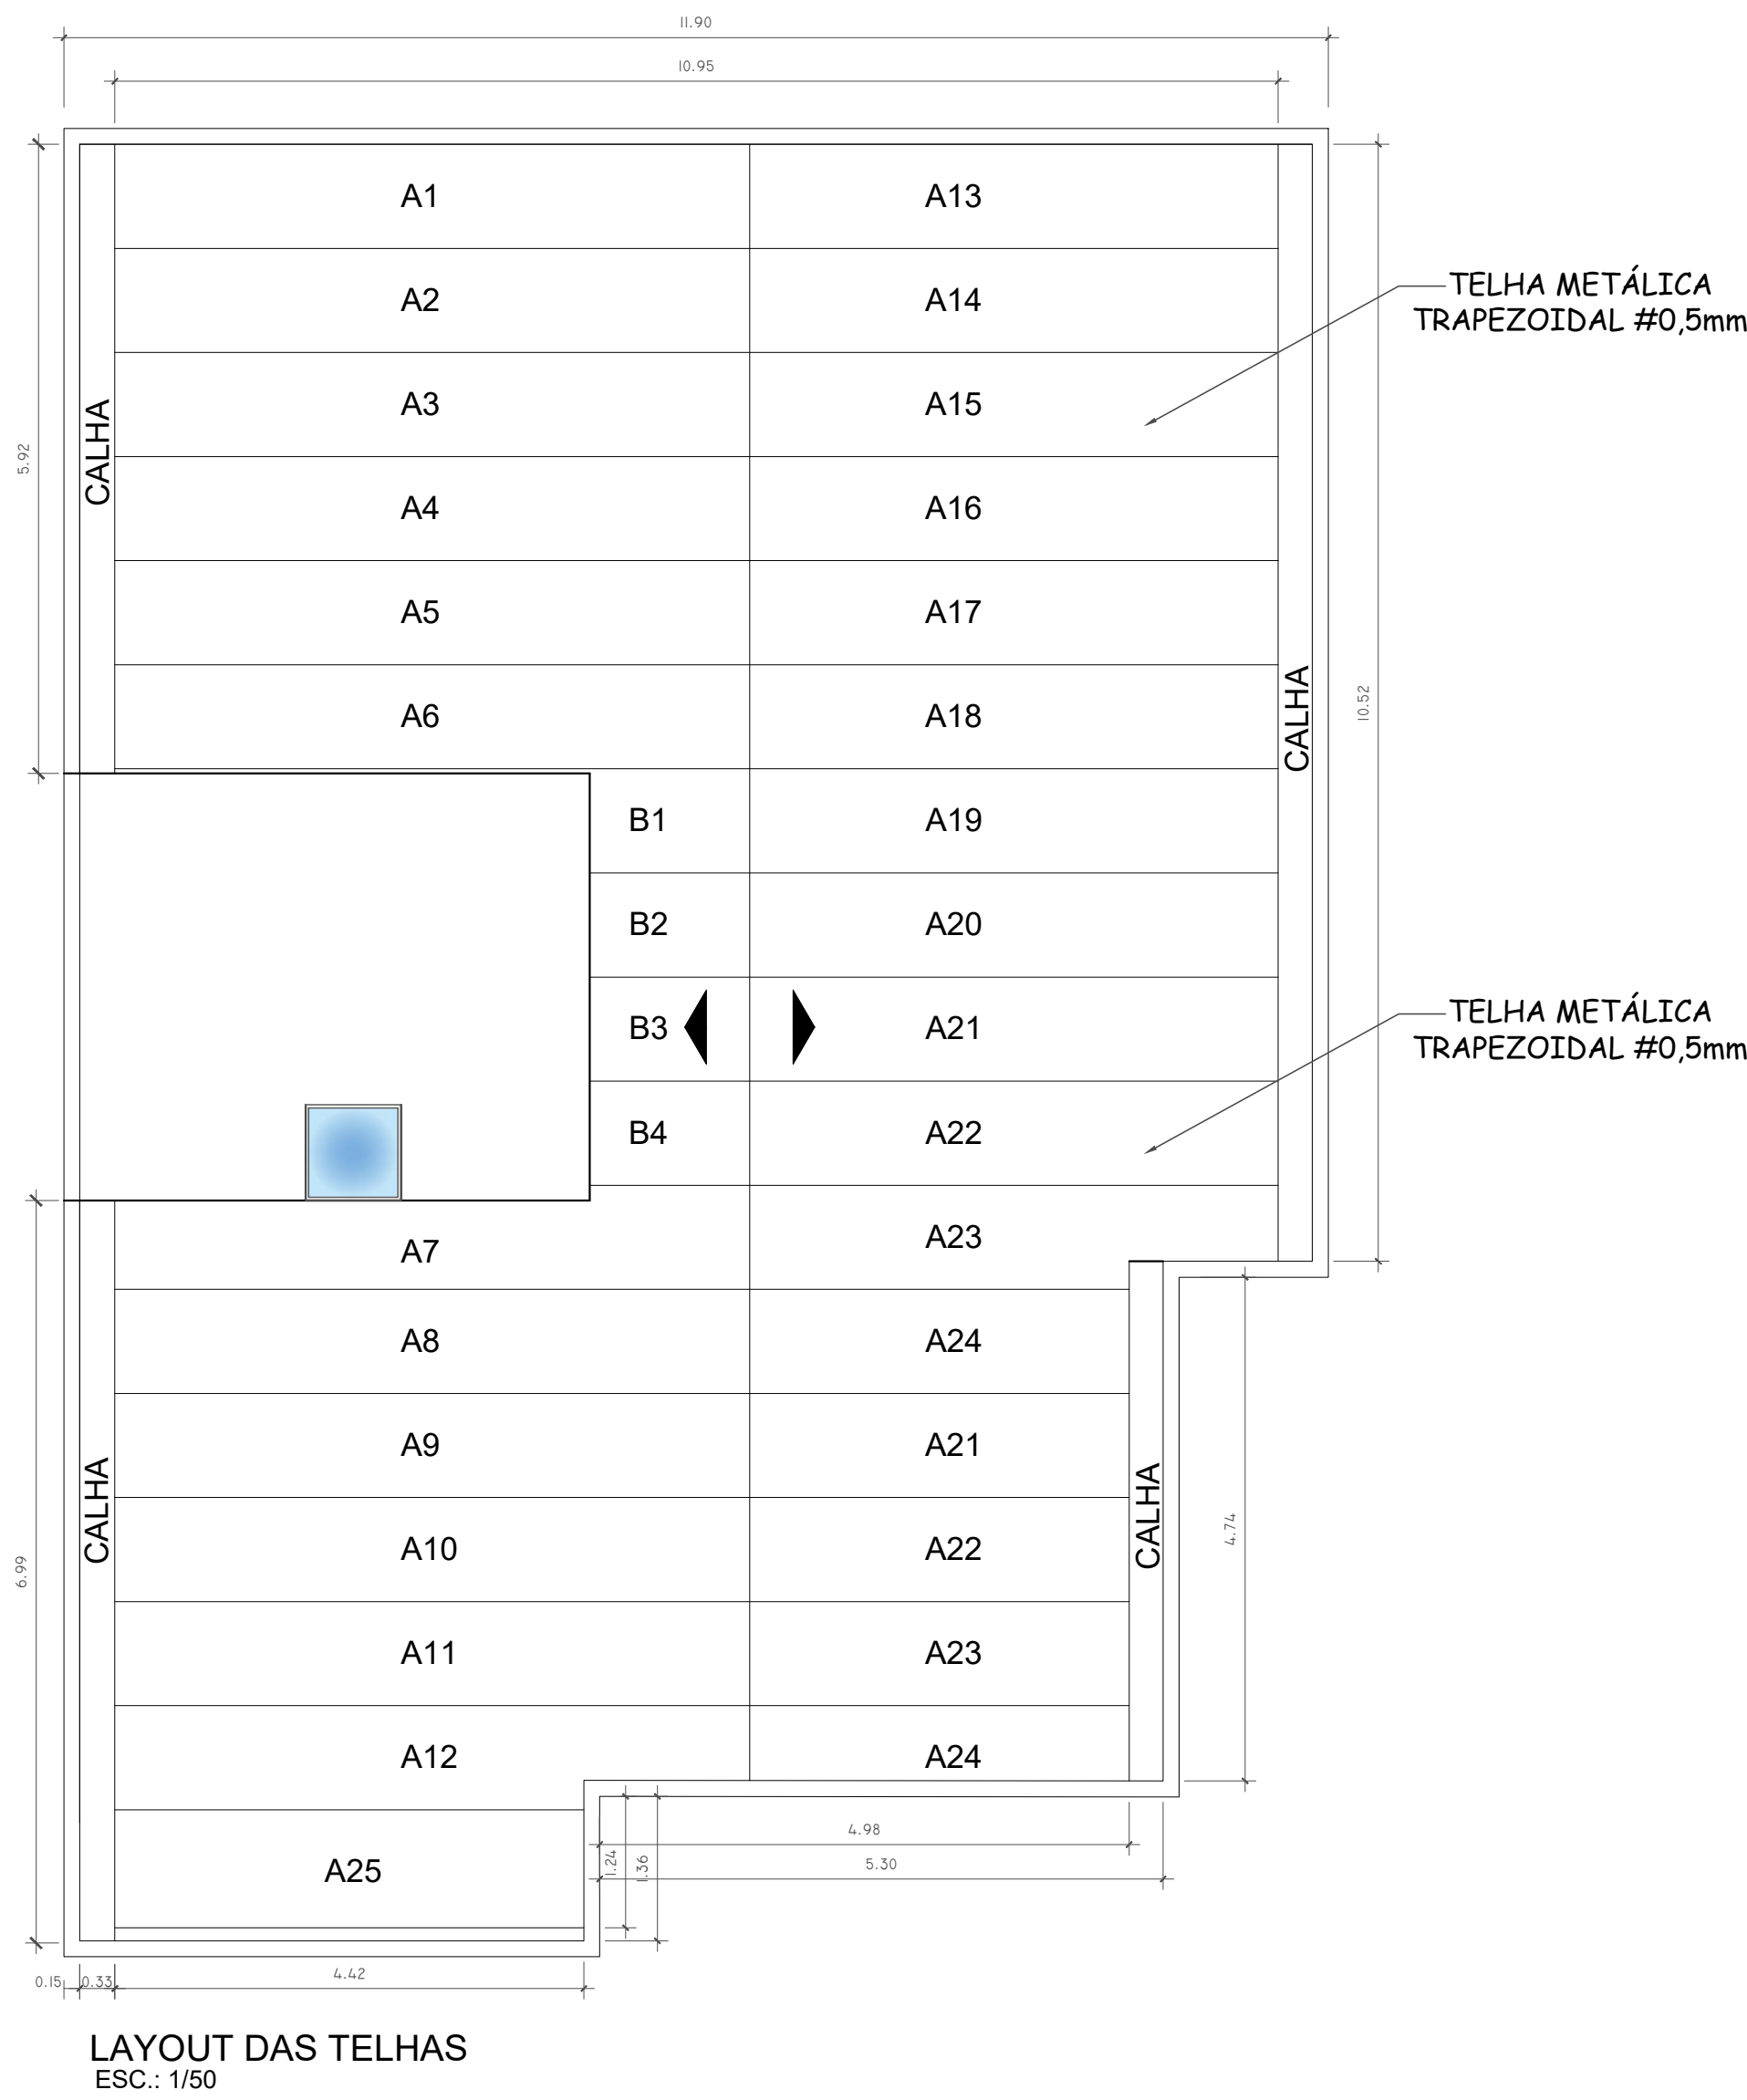 11.90
10.95
A1 A13
A2 A14
TELHA METÁLICA
TRAPEZOIDAL #0,5mm
A3 A15
CALHA
5.92
A4 A16
A5 A17
A6 A18
CALHA
10.52
B1 A19
B2 A20
B3 A21
TELHA METÁLICA
TRAPEZOIDAL #0,5mm
B4 A22
A7 A23
A8 A24
A9 A21
CALHA
CALHA
4.74
6.99
A10 A22
A11 A23
A12 A24
4.98
5.30
1.24
1.36
A25
0.15 0.33 4.42
LAYOUT DAS TELHAS
ESC.: 1/50